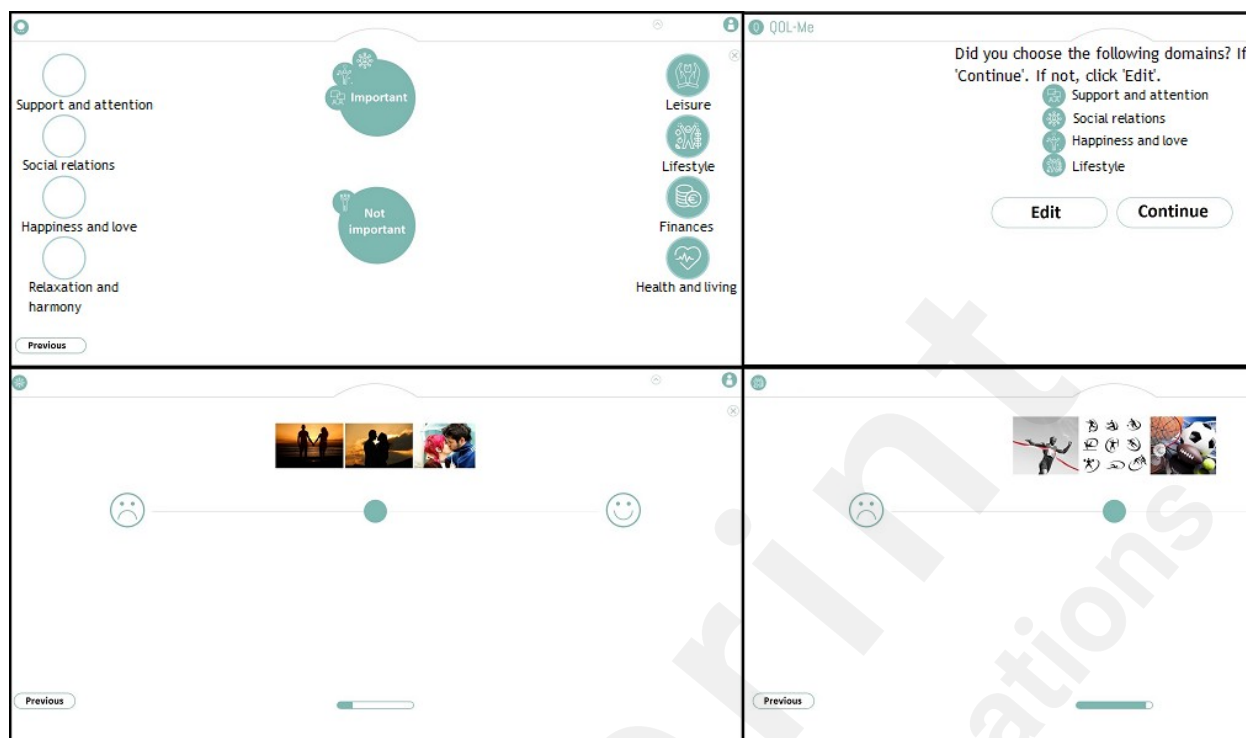 Support and attention
Social relations
Happiness and love
Relaxation and
harmony
Important
Not
important
Leisure
Lifestyle
Finances
Health and living
Previous
QOL-Me
Did you choose the following domains? If
'Continue'. If not, click 'Edit'.
Support and attention
Social relations
Happiness and love
Lifestyle
Edit
Continue
Previous
Previous
rint
ations